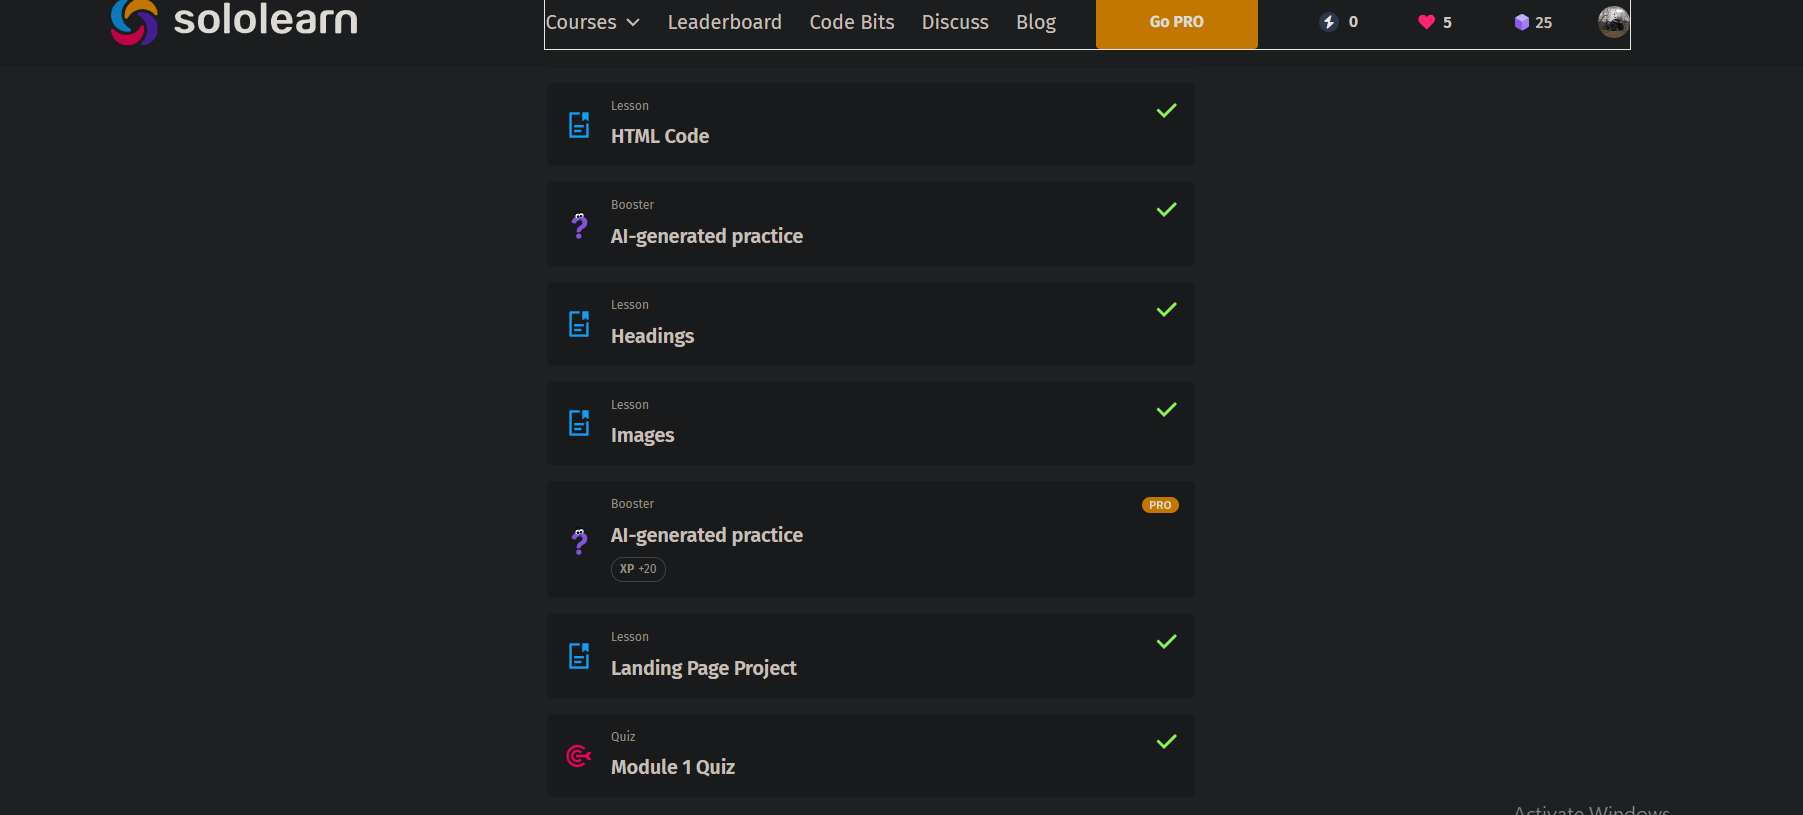 sololearn
Courses Leaderboard Code Bits Discuss Blog Go PRO 0 5 25
Lesson
HTML Code
Booster
AI-generated practice
Lesson
Headings
Lesson
Images
Booster
PRO
AI-generated practice
XP +20
Lesson
Landing Page Project
Quiz
Module 1 Quiz
Activate Windows